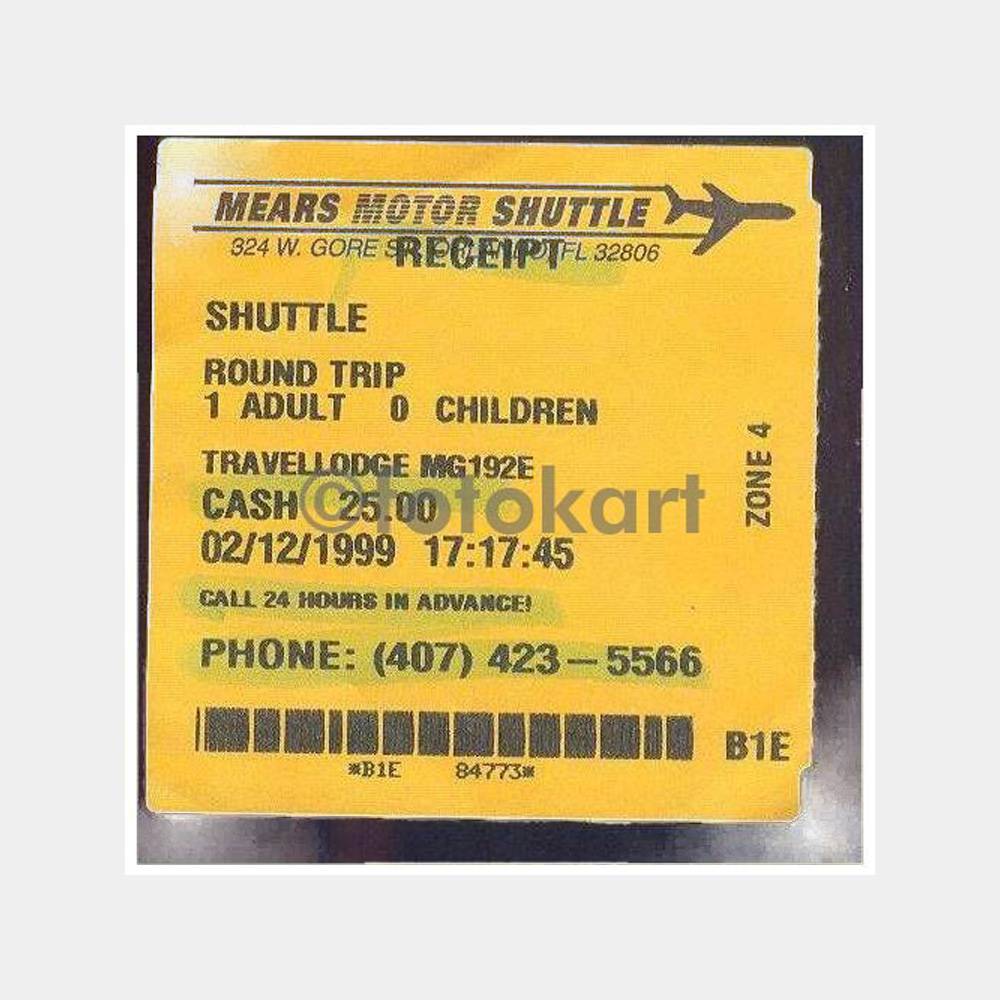 MEARS MOTOR SHUTTLE
324 W. GORE ST. ORLANDO, FL 32806
RECEIPT
SHUTTLE
ROUND TRIP
1 ADULT 0 CHILDREN
TRAVELLODGE MG192E
CASH 25.00
02/12/1999 17:17:45
CALL 24 HOURS IN ADVANCE!
PHONE: (407) 423-5566
ZONE 4
B1E
*B1E 84773*
©fotokart